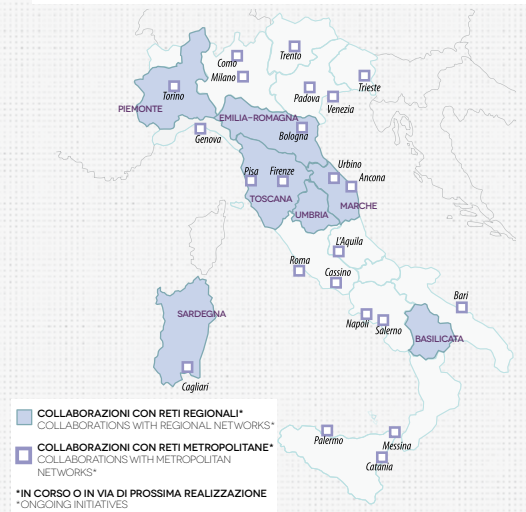 Trento
Como
Milano
Trieste
Torino
Padova
Venezia
PIEMONTE
EMILIA-ROMAGNA
Bologna
Genova
Urbino
Pisa
Firenze
Ancona
TOSCANA
MARCHE
UMBRIA
L'Aquila
Roma
Cassino
Bari
SARDEGNA
Napoli
Salerno
BASILICATA
Cagliari
COLLABORAZIONI CON RETI REGIONALI*
COLLABORATIONS WITH REGIONAL NETWORKS*
Palermo
Messina
COLLABORAZIONI CON RETI METROPOLITANE*
COLLABORATIONS WITH METROPOLITAN
NETWORKS*
Catania
*IN CORSO O IN VIA DI PROSSIMA REALIZZAZIONE
*ONGOING INITIATIVES